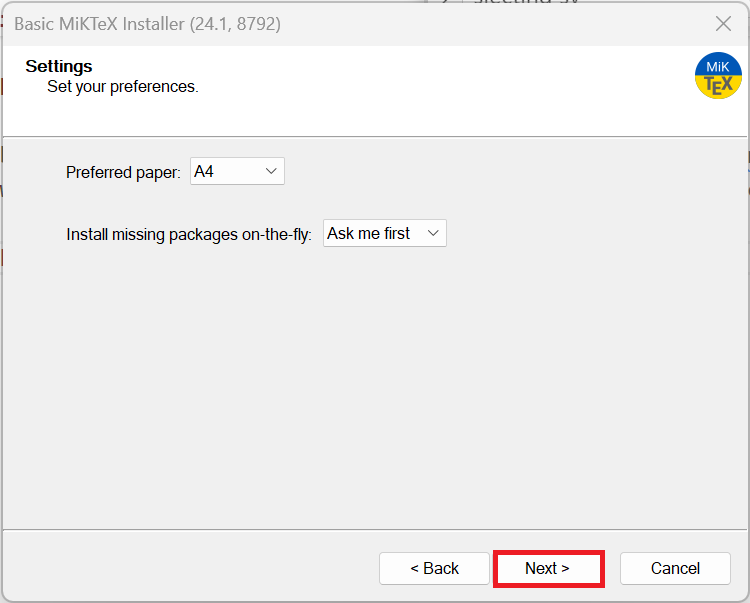 Basic MiKTeX Installer (24.1, 8792)
Settings
Set your preferences.
MiK
TEX
Preferred paper: A4
Install missing packages on-the-fly: Ask me first
< Back Next > Cancel